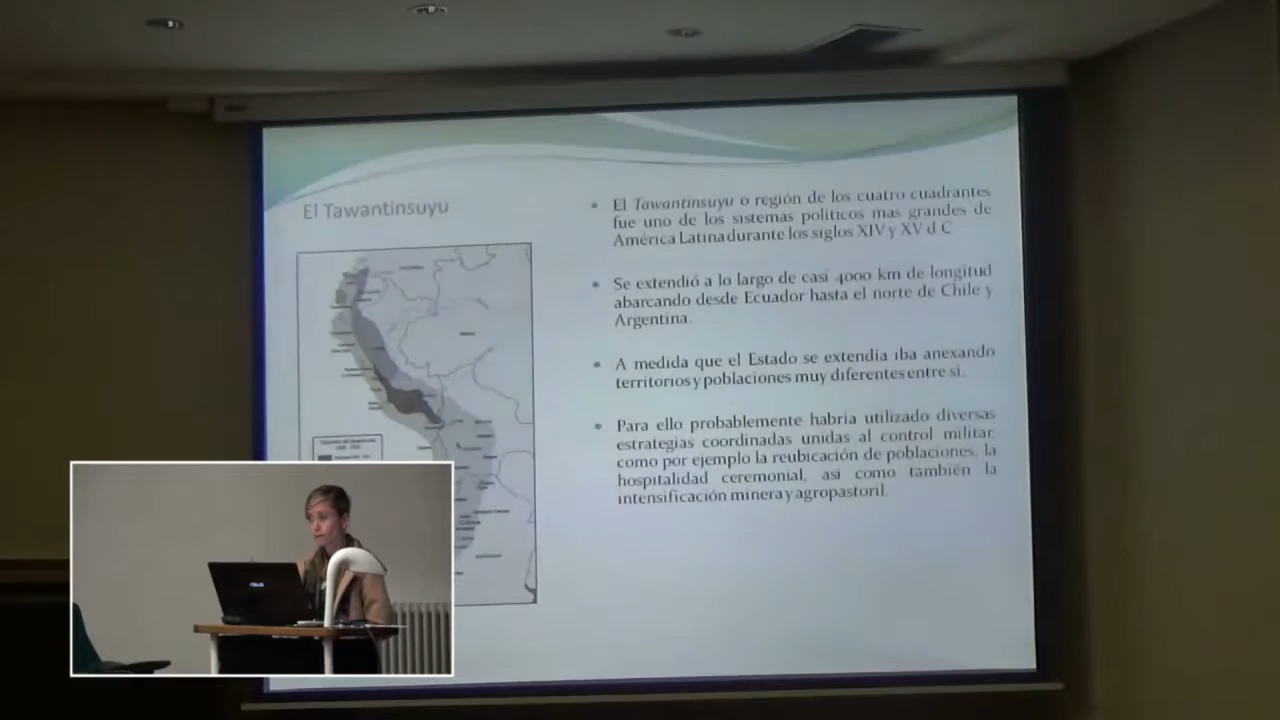 El Tawantinsuyu
El Tawantinsuyu o región de los cuatro cuadrantes
fue uno de los sistemas políticos mas grandes de
América Latina durante los siglos XIV y XV d C
Se extendió a lo largo de casi 4000 km de longitud
abarcando desde Ecuador hasta el norte de Chile y
Argentina.
A medida que el Estado se extendía iba anexando
territorios y poblaciones muy diferentes entre sí.
Para ello probablemente habría utilizado diversas
estrategias coordinadas unidas al control militar,
como por ejemplo la reubicación de poblaciones, la
hospitalidad ceremonial, así como también la
intensificación minera y agropastoril.
ASUS